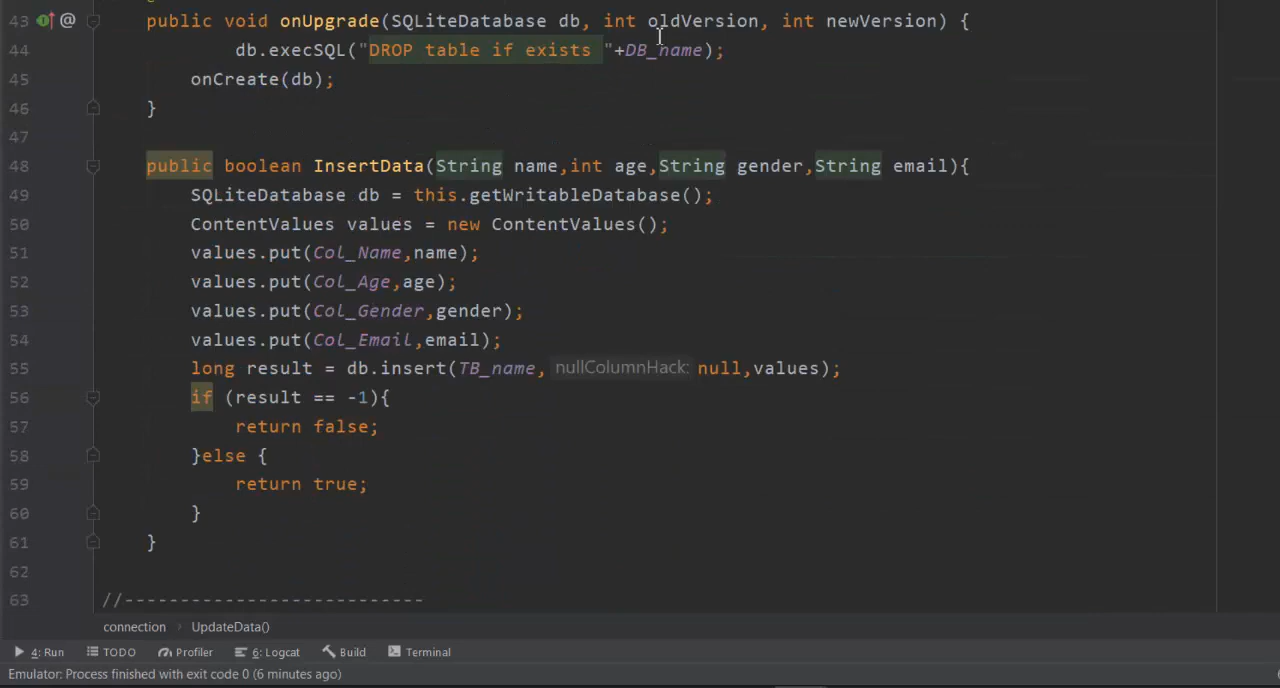 43 @ public void onUpgrade(SQLiteDatabase db, int oldVersion, int newVersion) {
44 db.execSQL("DROP table if exists "+DB_name);
45 onCreate(db);
46 }
47
48 public boolean InsertData(String name,int age,String gender,String email){
49 SQLiteDatabase db = this.getWritableDatabase();
50 ContentValues values = new ContentValues();
51 values.put(Col_Name,name);
52 values.put(Col_Age,age);
53 values.put(Col_Gender,gender);
54 values.put(Col_Email,email);
55 long result = db.insert(TB_name, nullColumnHack: null,values);
56 if (result == -1){
57 return false;
58 }else {
59 return true;
60 }
61 }
62
63 //---------------------------
connection UpdateData()
4: Run TODO Profiler 6: Logcat Build Terminal
Emulator: Process finished with exit code 0 (6 minutes ago)